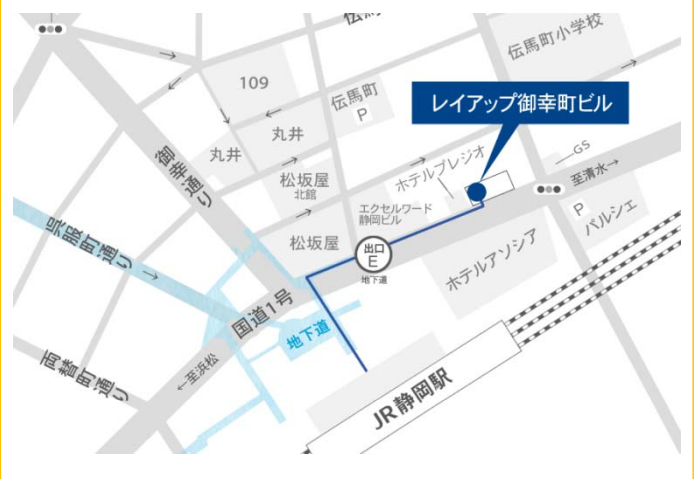 伝馬町小学校
109
伝馬町
P
レイアップ御幸町ビル
丸井
丸井
御幸通り
松坂屋
北館
ホテルプレジオ
GS
至清水→
P
パルシェ
エクセルワード
静岡ビル
松坂屋
出口
E
地下道
ホテルアソシア
呉服町通り
国道1号
地下道
両替町通り
←至浜松
JR静岡駅